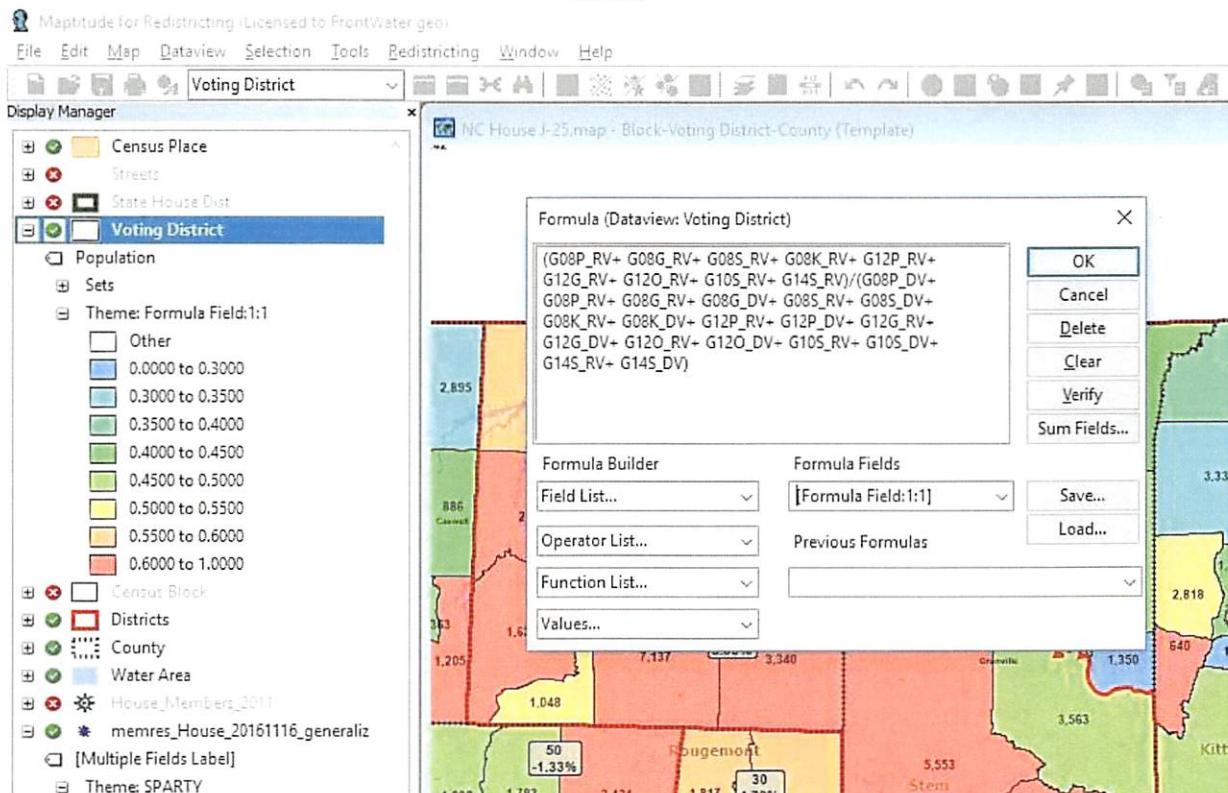 Maptitude for Redistricting (Licensed to FrontWater geo)
File Edit Map Dataview Selection Tools Redistricting Window Help
Voting District
Display Manager
NC House J-25.map - Block-Voting District-County (Template)
Census Place
Streets
State House Dist
Voting District
Population
Sets
Theme: Formula Field:1:1
Other
0.0000 to 0.3000
0.3000 to 0.3500
0.3500 to 0.4000
0.4000 to 0.4500
0.4500 to 0.5000
0.5000 to 0.5500
0.5500 to 0.6000
0.6000 to 1.0000
Census Block
Districts
County
Water Area
House_Members_2011
memres_House_20161116_generaliz
[Multiple Fields Label]
Theme: SPARTY
Formula (Dataview: Voting District)
(G08P_RV+ G08G_RV+ G08S_RV+ G08K_RV+ G12P_RV+
G12G_RV+ G12O_RV+ G10S_RV+ G14S_RV)/(G08P_DV+
G08P_RV+ G08G_RV+ G08G_DV+ G08S_RV+ G08S_DV+
G08K_RV+ G08K_DV+ G12P_RV+ G12P_DV+ G12G_RV+
G12G_DV+ G12O_RV+ G12O_DV+ G10S_RV+ G10S_DV+
G14S_RV+ G14S_DV)
OK
Cancel
Delete
Clear
Verify
Sum Fields...
Formula Builder
Formula Fields
Field List...
[Formula Field:1:1]
Save...
Operator List...
Previous Formulas
Load...
Function List...
Values...
2,895
886
Caswell
1,205
7,137
3,340
Granville
1,350
2,818
640
1,048
3,563
50
-1.33%
Rougemont
30
5,553
Stem
1,817